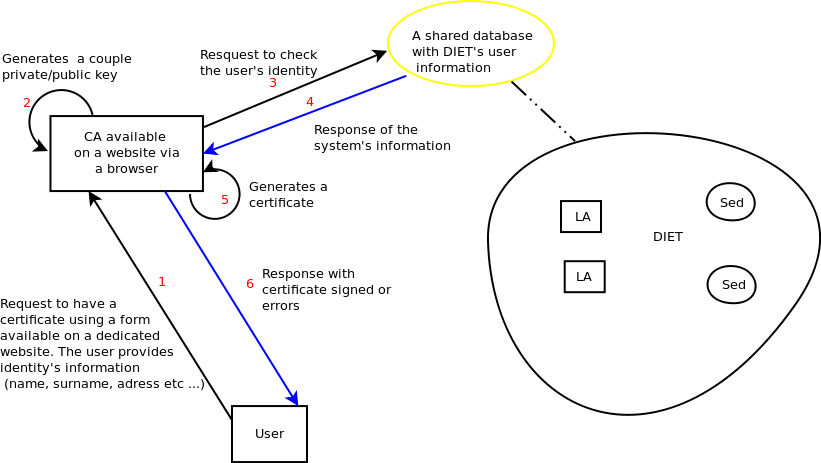 Generates  a couple
private/public key
2
CA available
on a website via
a browser
Resquest to check
the user's identity
3
4
A shared database
with DIET's user
information
Response of the
system's information
5
Generates a
certificate
1
Request to have a
certificate using a form
available on a dedicated
website. The user provides
identity's information
(name, surname, adress etc ...)
6
Response with
certificate signed or
errors
User
LA
LA
DIET
Sed
Sed